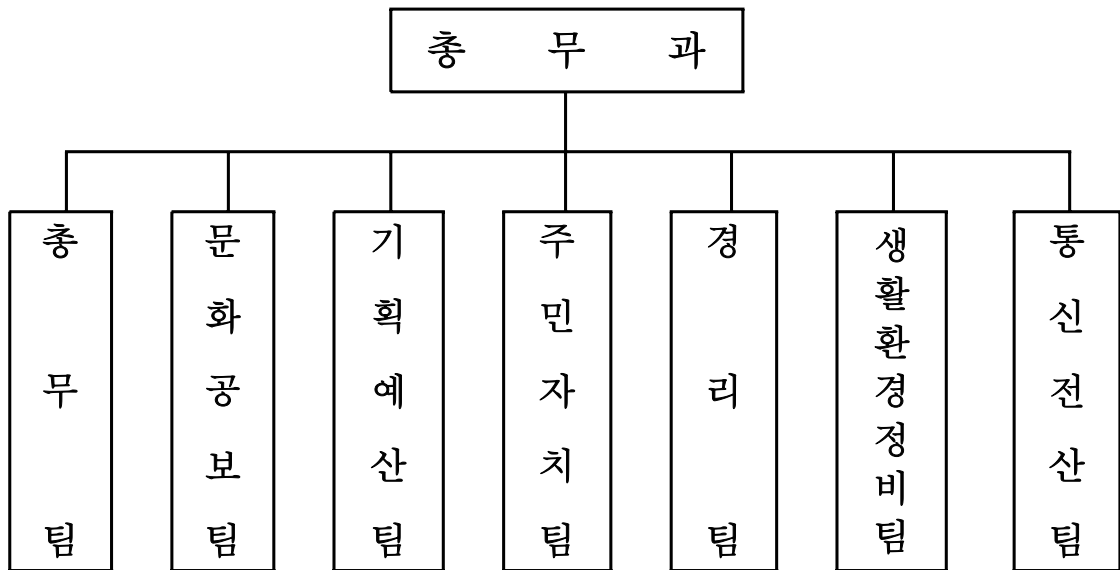 총 무 과
총무팀
문화공보팀
기획예산팀
주민자치팀
경리팀
생활환경정비팀
통신전산팀